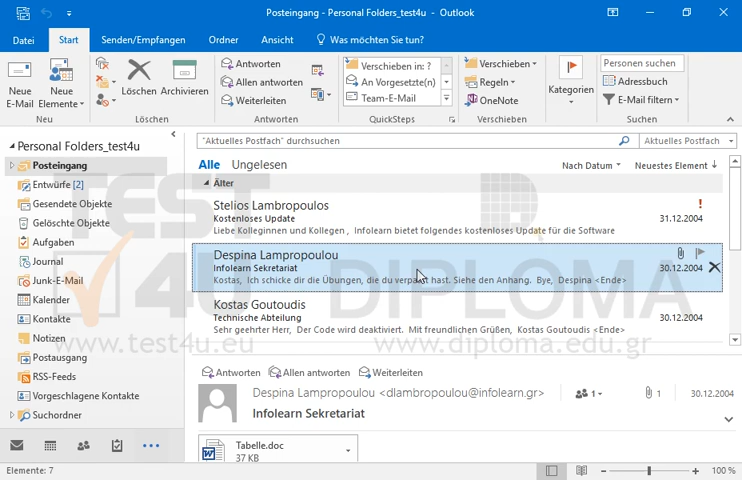 Posteingang - Personal Folders_test4u - Outlook
Datei
Start
Senden/Empfangen
Ordner
Ansicht
Was möchten Sie tun?
Neue E-Mail
Neue Elemente
Löschen
Archivieren
Antworten
Allen antworten
Weiterleiten
Verschieben in: ?
An Vorgesetzte(n)
Team-E-Mail
Verschieben
Regeln
OneNote
Kategorien
Personen suchen
Adressbuch
E-Mail filtern
Neu
Löschen
Antworten
QuickSteps
Verschieben
Suchen
Personal Folders_test4u
Posteingang
Entwürfe [2]
Gesendete Objekte
Gelöschte Objekte
Aufgaben
Journal
Junk-E-Mail
Kalender
Kontakte
Notizen
Postausgang
RSS-Feeds
Vorgeschlagene Kontakte
Suchordner
"Aktuelles Postfach" durchsuchen
Aktuelles Postfach
Alle Ungelesen
Nach Datum
Neuestes Element
Älter
Stelios Lambropoulos
Kostenloses Update
31.12.2004
Liebe Kolleginnen und Kollegen , Infolearn bietet folgendes kostenloses Update für die Software
Despina Lampropoulou
Infolearn Sekretariat
30.12.2004
Kostas, Ich schicke dir die Übungen, die du verpasst hast. Siehe den Anhang. Bye, Despina <Ende>
Kostas Goutoudis
Technische Abteilung
30.12.2004
Sehr geehrter Herr, Der Code wird deaktiviert. Mit freundlichen Grüßen, Kostas Goutoudis <Ende>
Antworten
Allen antworten
Weiterleiten
Despina Lampropoulou <dlambropoulou@infolearn.gr>
1
1
30.12.2004
Infolearn Sekretariat
Tabelle.doc
37 KB
Elemente: 7
100 %
TEST
4U
DIPLOMA
www.test4u.eu
www.diploma.edu.gr